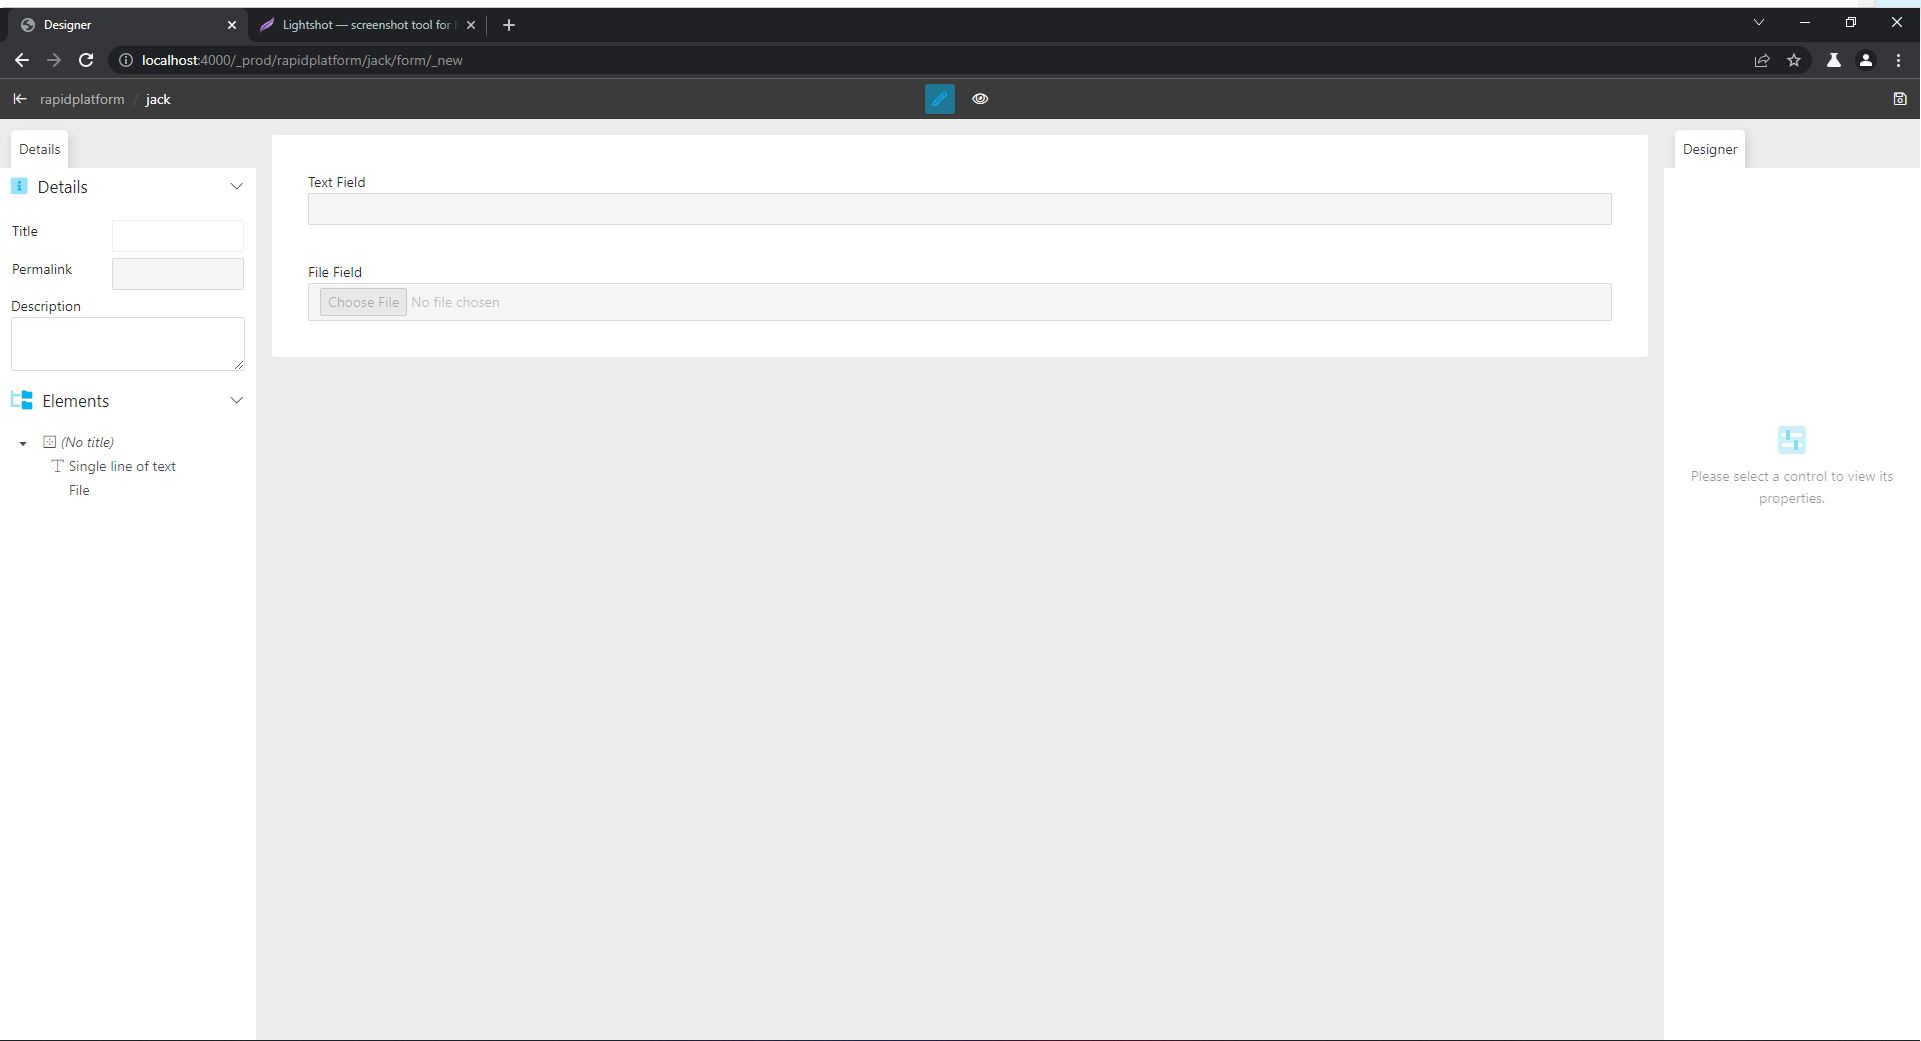 Designer
Lightshot — screenshot tool for
localhost:4000/_prod/rapidplatform/jack/form/_new
rapidplatform / jack
Details
Designer
Details
Title
Permalink
Description
Elements
(No title)
Single line of text
File
Text Field
File Field
Choose File No file chosen
Please select a control to view its
properties.